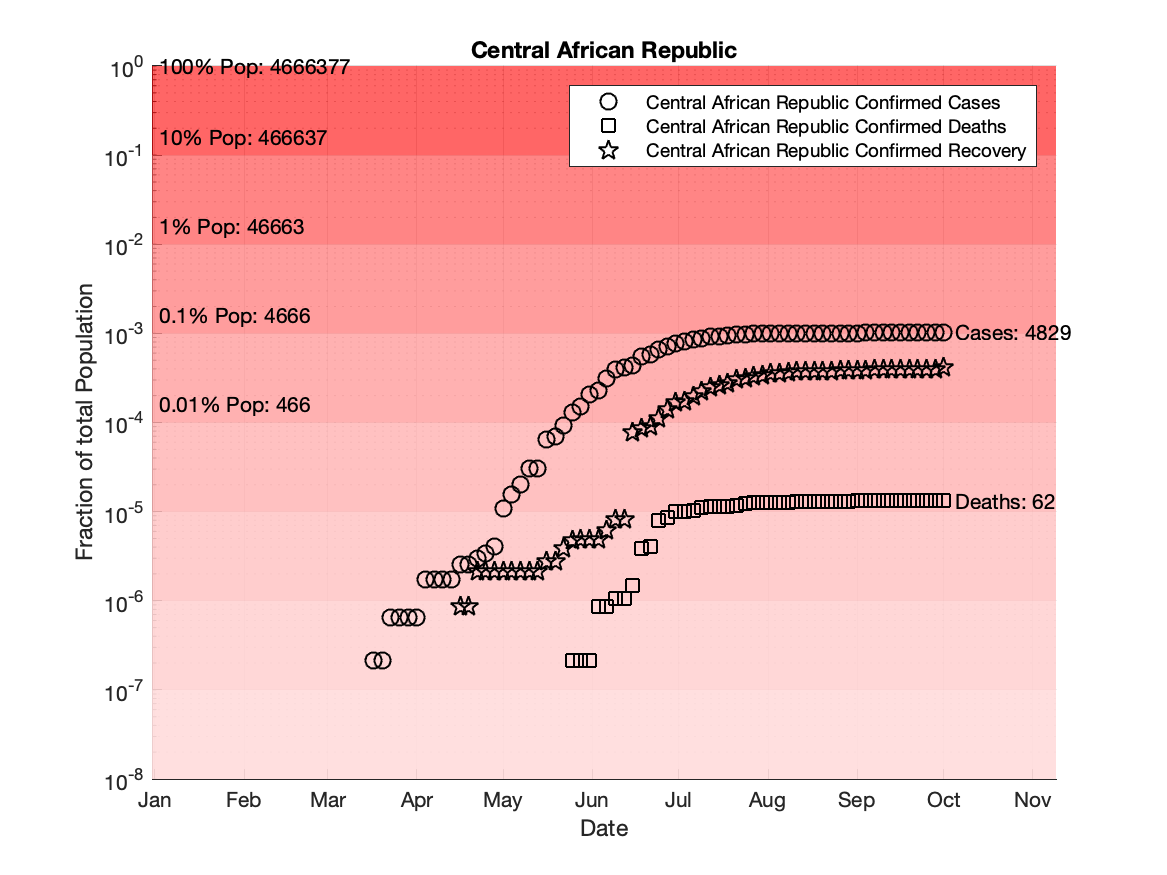 Central African Republic
10^0
100% Pop: 4666377
Central African Republic Confirmed Cases
Central African Republic Confirmed Deaths
Central African Republic Confirmed Recovery
10% Pop: 466637
10^-1
1% Pop: 46663
10^-2
0.1% Pop: 4666
10^-3
Cases: 4829
0.01% Pop: 466
10^-4
Deaths: 62
10^-5
10^-6
10^-7
10^-8
Fraction of total Population
Jan Feb Mar Apr May Jun Jul Aug Sep Oct Nov
Date